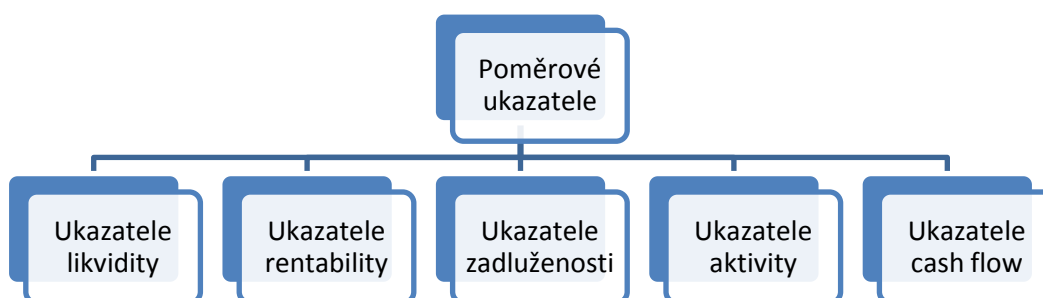 Poměrové
ukazatele
Ukazatele
likvidity
Ukazatele
rentability
Ukazatele
zadluženosti
Ukazatele
aktivity
Ukazatele
cash flow